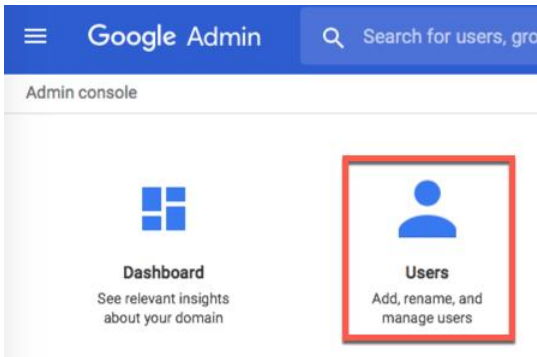 Google Admin
Search for users, gro
Admin console
Dashboard
See relevant insights
about your domain
Users
Add, rename, and
manage users